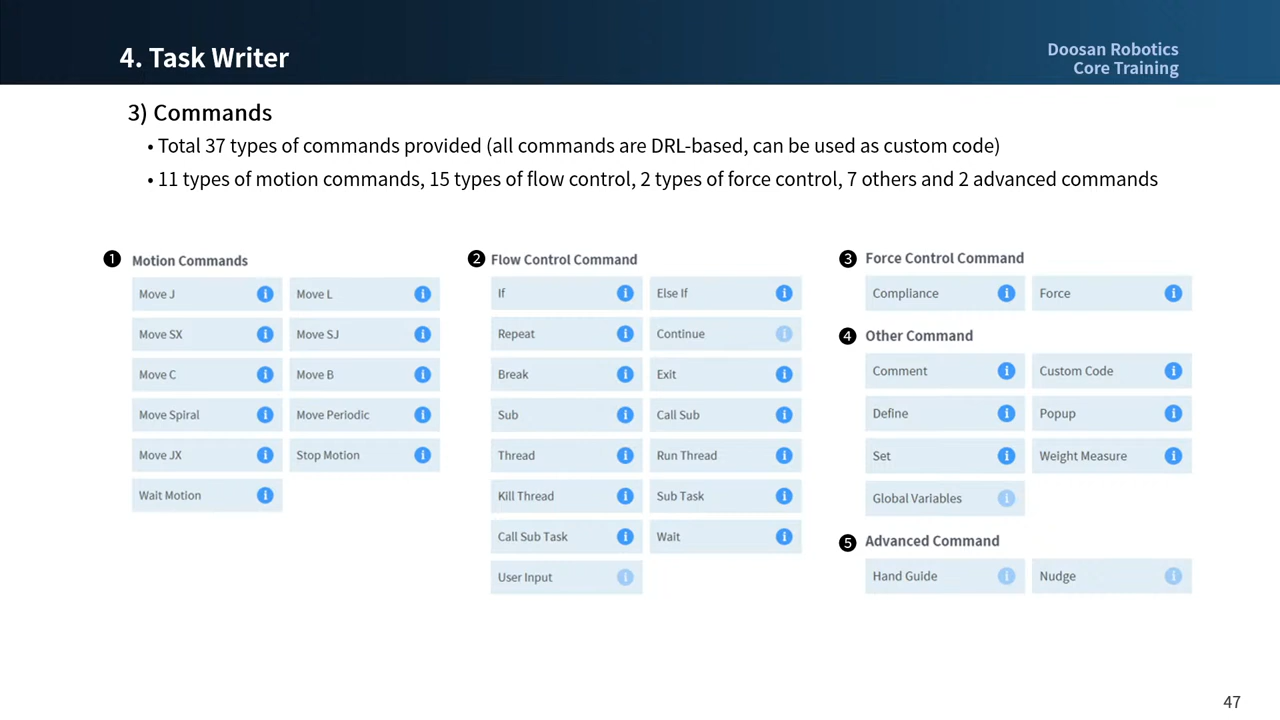 4. Task Writer
Doosan Robotics
Core Training
3) Commands
• Total 37 types of commands provided (all commands are DRL-based, can be used as custom code)
• 11 types of motion commands, 15 types of flow control, 2 types of force control, 7 others and 2 advanced commands
1 Motion Commands
Move J i Move L i
Move SX i Move SJ i
Move C i Move B i
Move Spiral i Move Periodic i
Move JX i Stop Motion i
Wait Motion i
2 Flow Control Command
If i Else If i
Repeat i Continue i
Break i Exit i
Sub i Call Sub i
Thread i Run Thread i
Kill Thread i Sub Task i
Call Sub Task i Wait i
User Input i
3 Force Control Command
Compliance i Force i
4 Other Command
Comment i Custom Code i
Define i Popup i
Set i Weight Measure i
Global Variables i
5 Advanced Command
Hand Guide i Nudge i
47